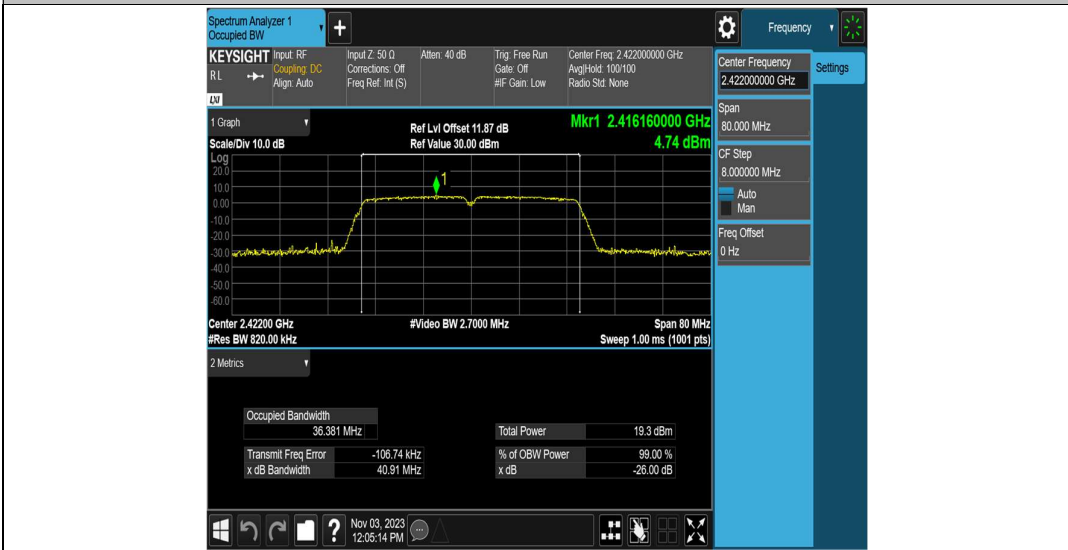 Spectrum Analyzer 1
Occupied BW
Frequency
KEYSIGHT
RL
LXI
Input: RF
Coupling: DC
Align: Auto
Input Z: 50 Ω
Corrections: Off
Freq Ref: Int (S)
Atten: 40 dB
Trig: Free Run
Gate: Off
#IF Gain: Low
Center Freq: 2.422000000 GHz
Avg|Hold: 100/100
Radio Std: None
Center Frequency
2.422000000 GHz
Settings
Span
80.000 MHz
CF Step
8.000000 MHz
Auto
Man
Freq Offset
0 Hz
1 Graph
Scale/Div 10.0 dB
Ref Lvl Offset 11.87 dB
Ref Value 30.00 dBm
Mkr1 2.416160000 GHz
4.74 dBm
Log
20.0
10.0
0.00
-10.0
-20.0
-30.0
-40.0
-50.0
-60.0
1
Center 2.42200 GHz
#Res BW 820.00 kHz
#Video BW 2.7000 MHz
Span 80 MHz
Sweep 1.00 ms (1001 pts)
2 Metrics
Occupied Bandwidth
36.381 MHz
Total Power 19.3 dBm
Transmit Freq Error -106.74 kHz
% of OBW Power 99.00 %
x dB Bandwidth 40.91 MHz
x dB -26.00 dB
?
Nov 03, 2023
12:05:14 PM